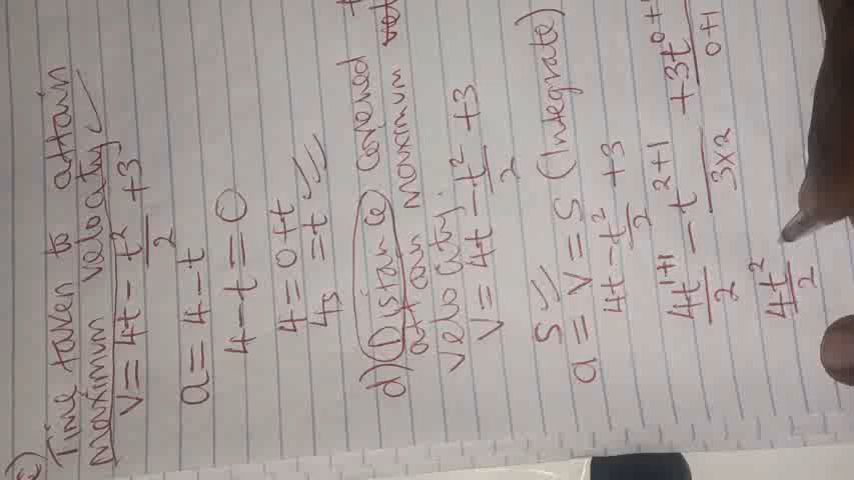 c)
Time taken to attain
maximum velocity
v = 4t - t²/2 + 3
a = 4 - t
4 - t = 0
4 = 0 + t
4s = t
d) Distance covered
attain maximum
velocity.
v = 4t - t²/2 + 3
S
a = v = S (Integrate)
4t - t²/2 + 3
4t¹⁺¹/2 - t²⁺¹/3×2 + 3t⁰⁺¹/0+1
4t²/2